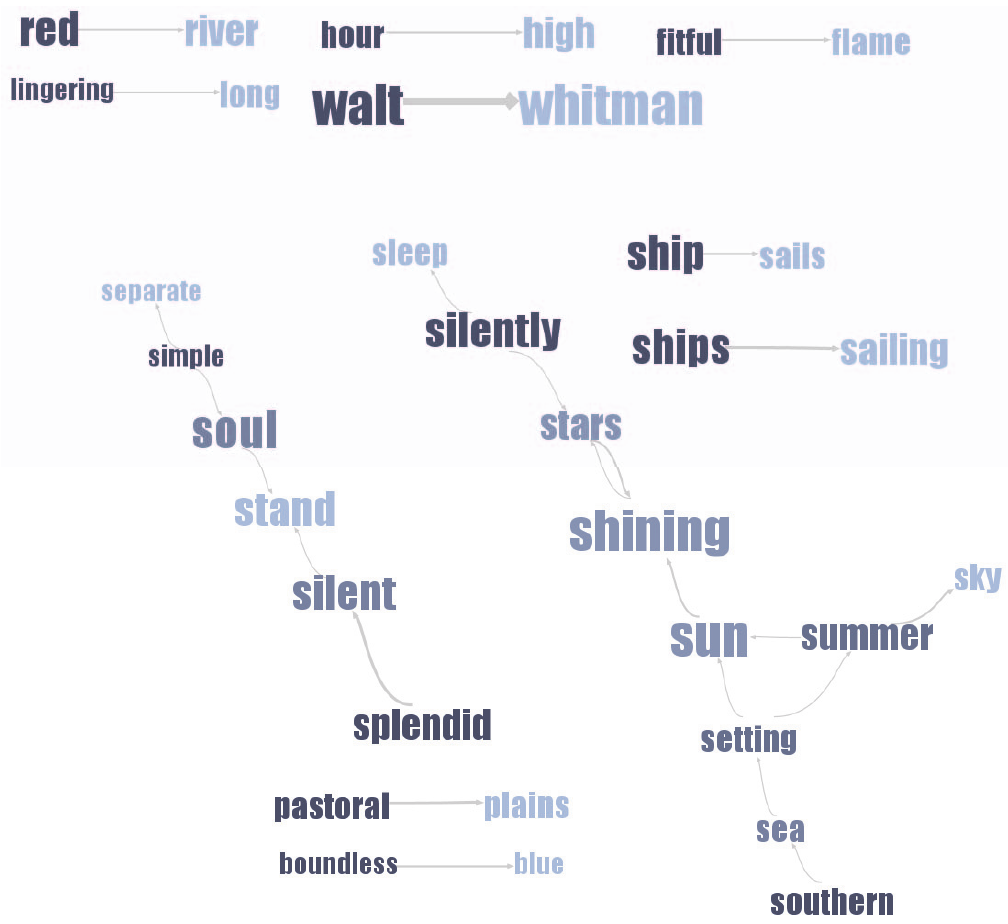 red river hour high fitful flame
lingering long walt whitman
sleep ship sails
separate
silently ships sailing
simple
soul stars
stand shining
silent sky
sun summer
splendid setting
pastoral plains
sea
boundless blue
southern